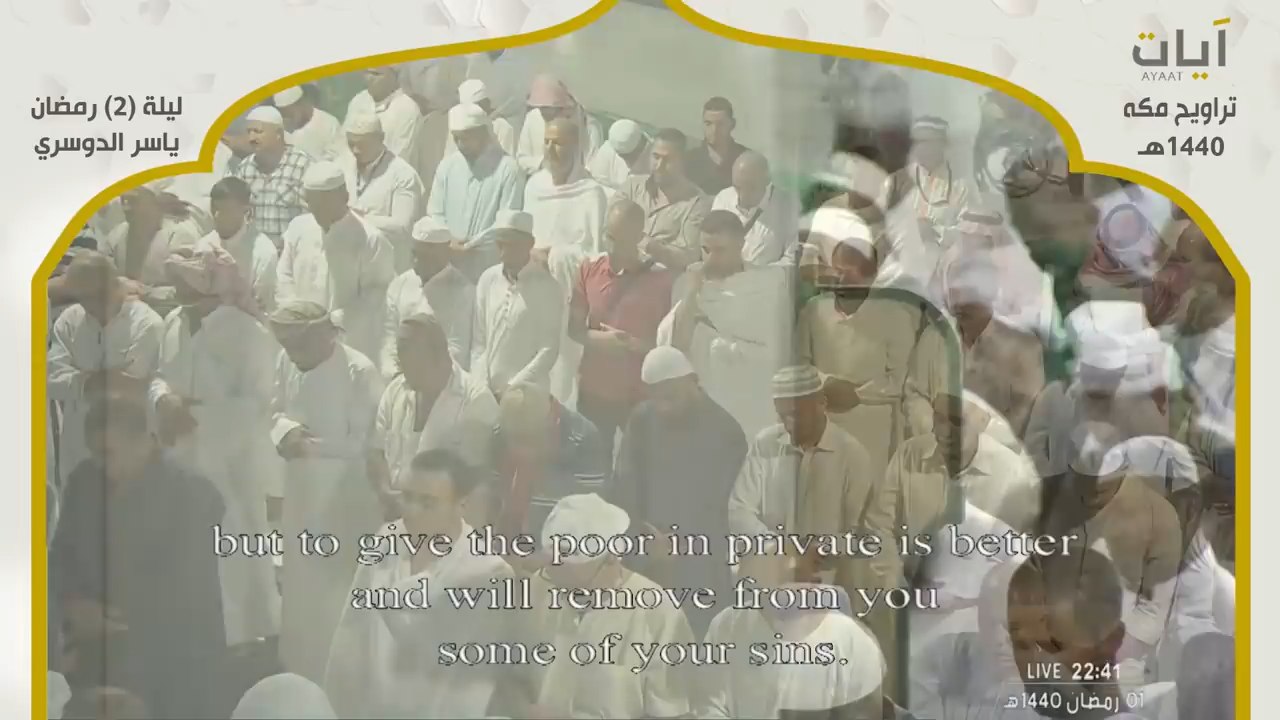 آيات
AYAAT
تراويح مكه
1440هـ
ليلة (2) رمضان
ياسر الدوسري
but to give the poor in private is better
and will remove from you
some of your sins.
LIVE 22:41
01 رمضان 1440هـ